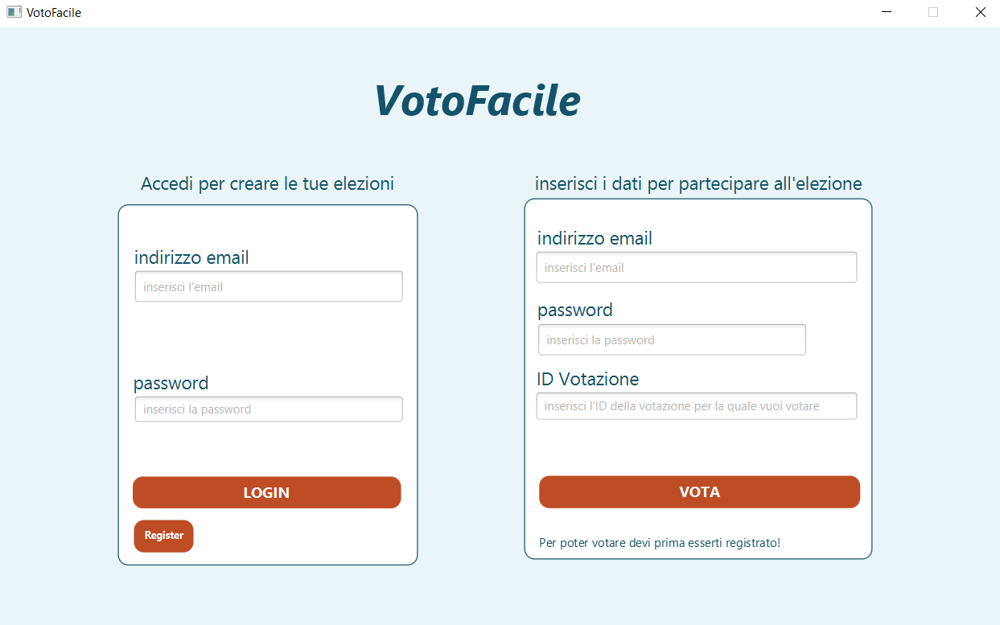 VotoFacile
VotoFacile
Accedi per creare le tue elezioni
indirizzo email
inserisci l'email
password
inserisci la password
LOGIN
Register
inserisci i dati per partecipare all'elezione
indirizzo email
inserisci l'email
password
inserisci la password
ID Votazione
inserisci l'ID della votazione per la quale vuoi votare
VOTA
Per poter votare devi prima esserti registrato!